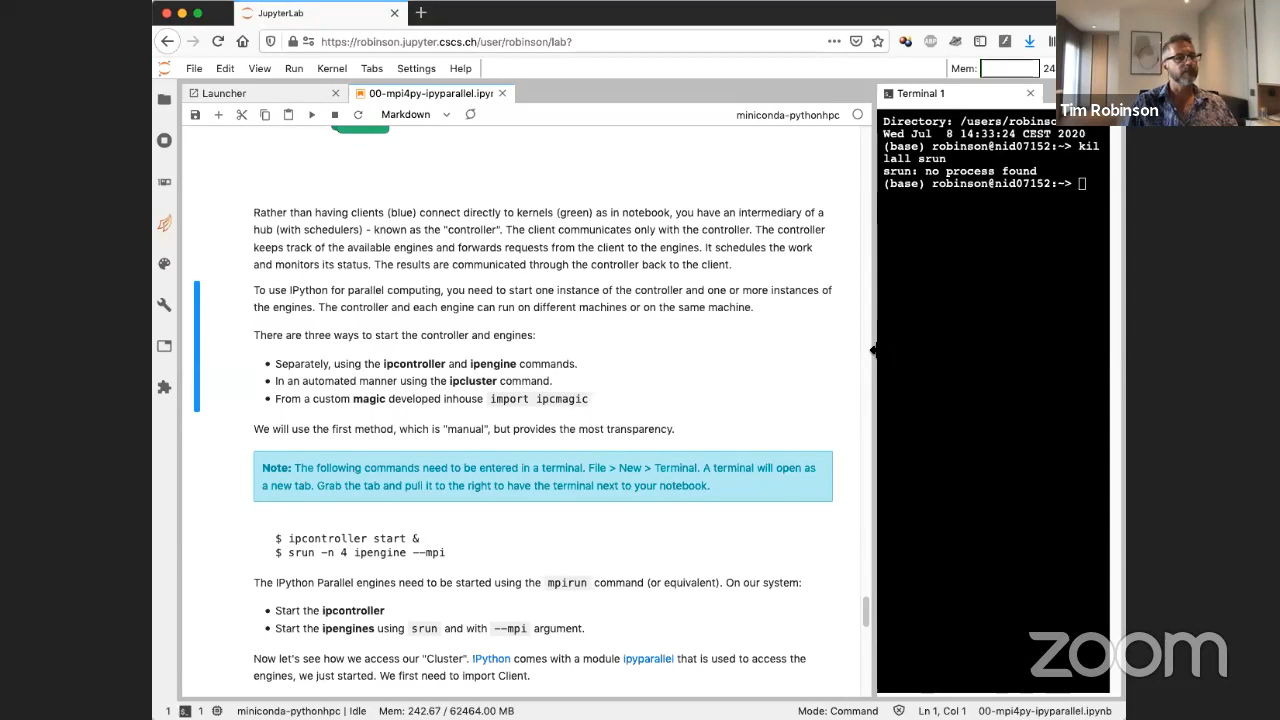 JupyterLab
https://robinson.jupyter.cscs.ch/user/robinson/lab?
ABP
File Edit View Run Kernel Tabs Settings Help
Mem: 24
Launcher
00-mpi4py-ipyparallel.ipyr
Markdown
miniconda-pythonhpc
Rather than having clients (blue) connect directly to kernels (green) as in notebook, you have an intermediary of a
hub (with schedulers) - known as the "controller". The client communicates only with the controller. The controller
keeps track of the available engines and forwards requests from the client to the engines. It schedules the work
and monitors its status. The results are communicated through the controller back to the client.
To use IPython for parallel computing, you need to start one instance of the controller and one or more instances of
the engines. The controller and each engine can run on different machines or on the same machine.
There are three ways to start the controller and engines:
• Separately, using the ipcontroller and ipengine commands.
• In an automated manner using the ipcluster command.
• From a custom magic developed inhouse import ipcmagic
We will use the first method, which is "manual", but provides the most transparency.
Note: The following commands need to be entered in a terminal. File > New > Terminal. A terminal will open as
a new tab. Grab the tab and pull it to the right to have the terminal next to your notebook.
$ ipcontroller start &
$ srun -n 4 ipengine --mpi
The IPython Parallel engines need to be started using the mpirun command (or equivalent). On our system:
• Start the ipcontroller
• Start the ipengines using srun and with --mpi argument.
Now let's see how we access our "Cluster". IPython comes with a module ipyparallel that is used to access the
engines, we just started. We first need to import Client.
Terminal 1
Directory: /users/robinso
Wed Jul  8 14:33:24 CEST 2020
(base) robinson@nid07152:~> kil
lall srun
srun: no process found
(base) robinson@nid07152:~>
Tim Robinson
zoom
1 1 miniconda-pythonhpc | Idle Mem: 242.67 / 62464.00 MB
Mode: Command Ln 1, Col 1 00-mpi4py-ipyparallel.ipynb